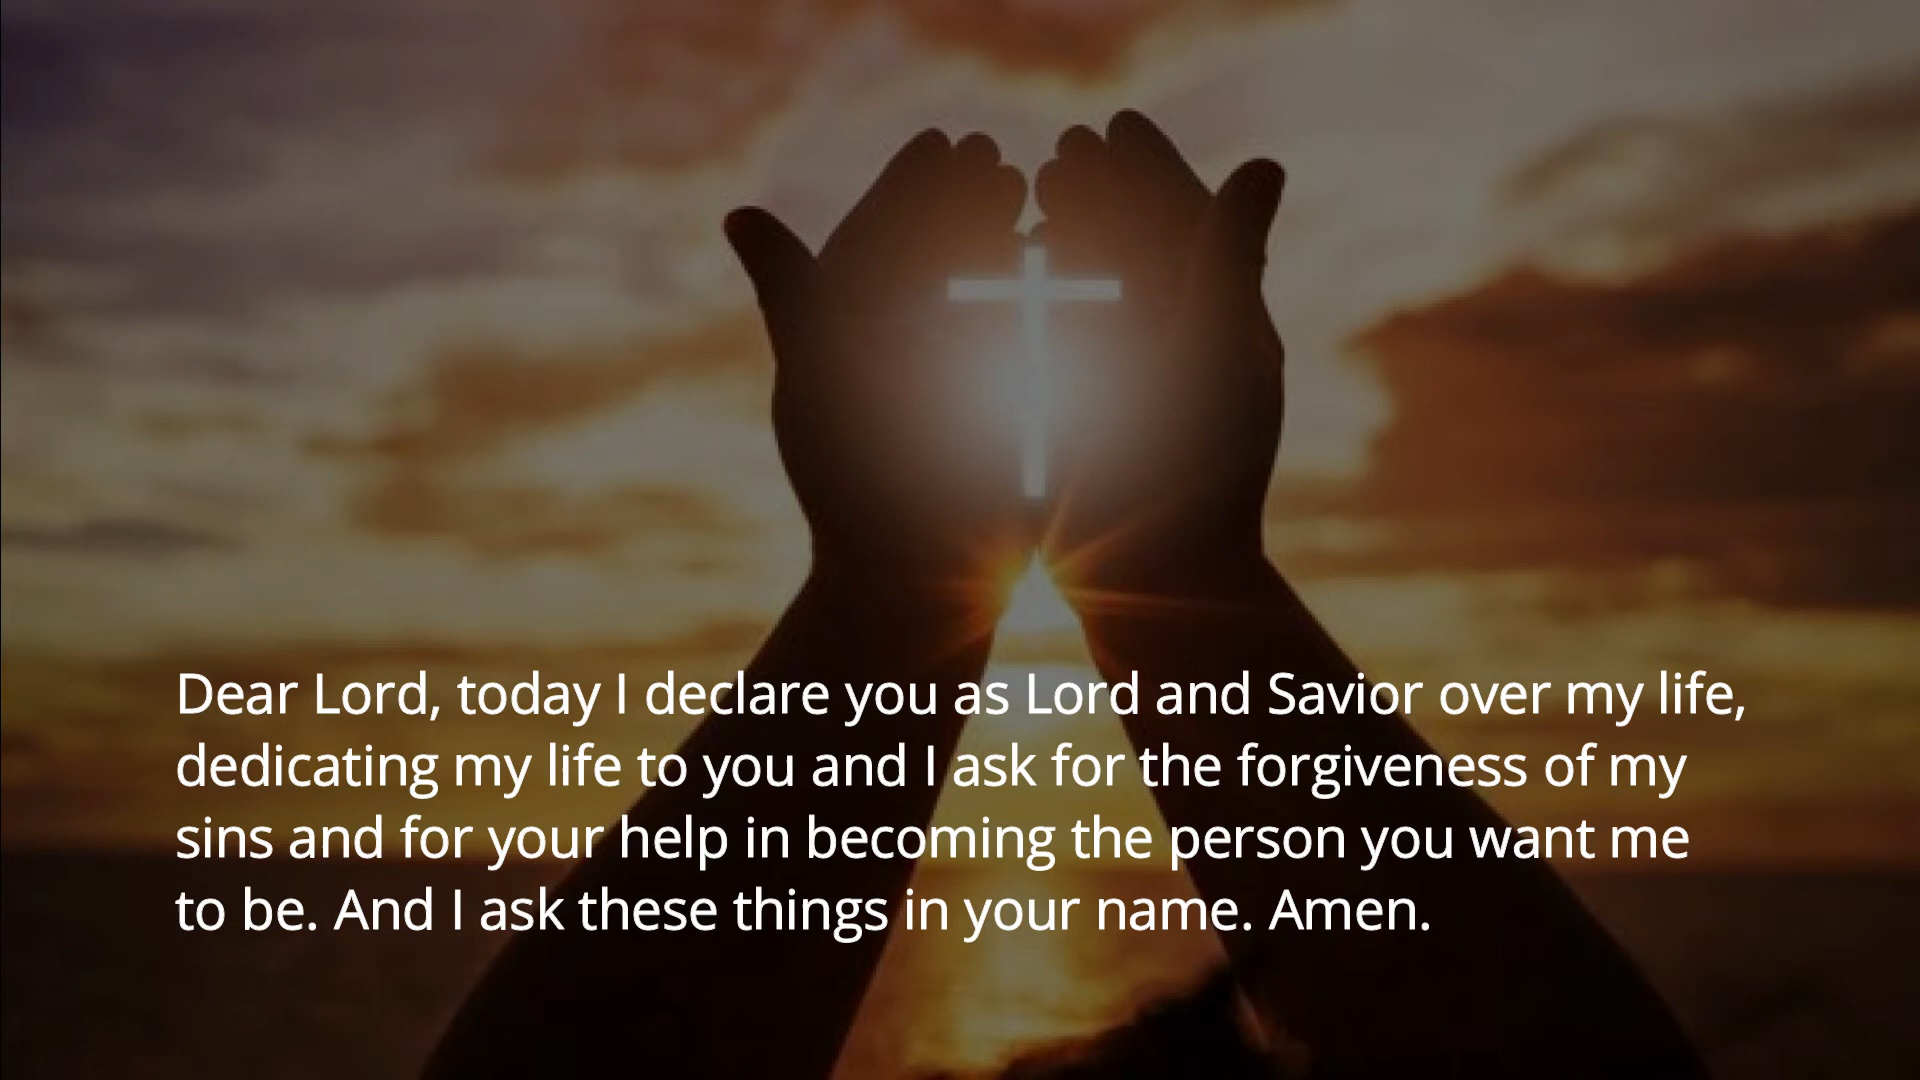 Dear Lord, today I declare you as Lord and Savior over my life,
dedicating my life to you and I ask for the forgiveness of my
sins and for your help in becoming the person you want me
to be. And I ask these things in your name. Amen.